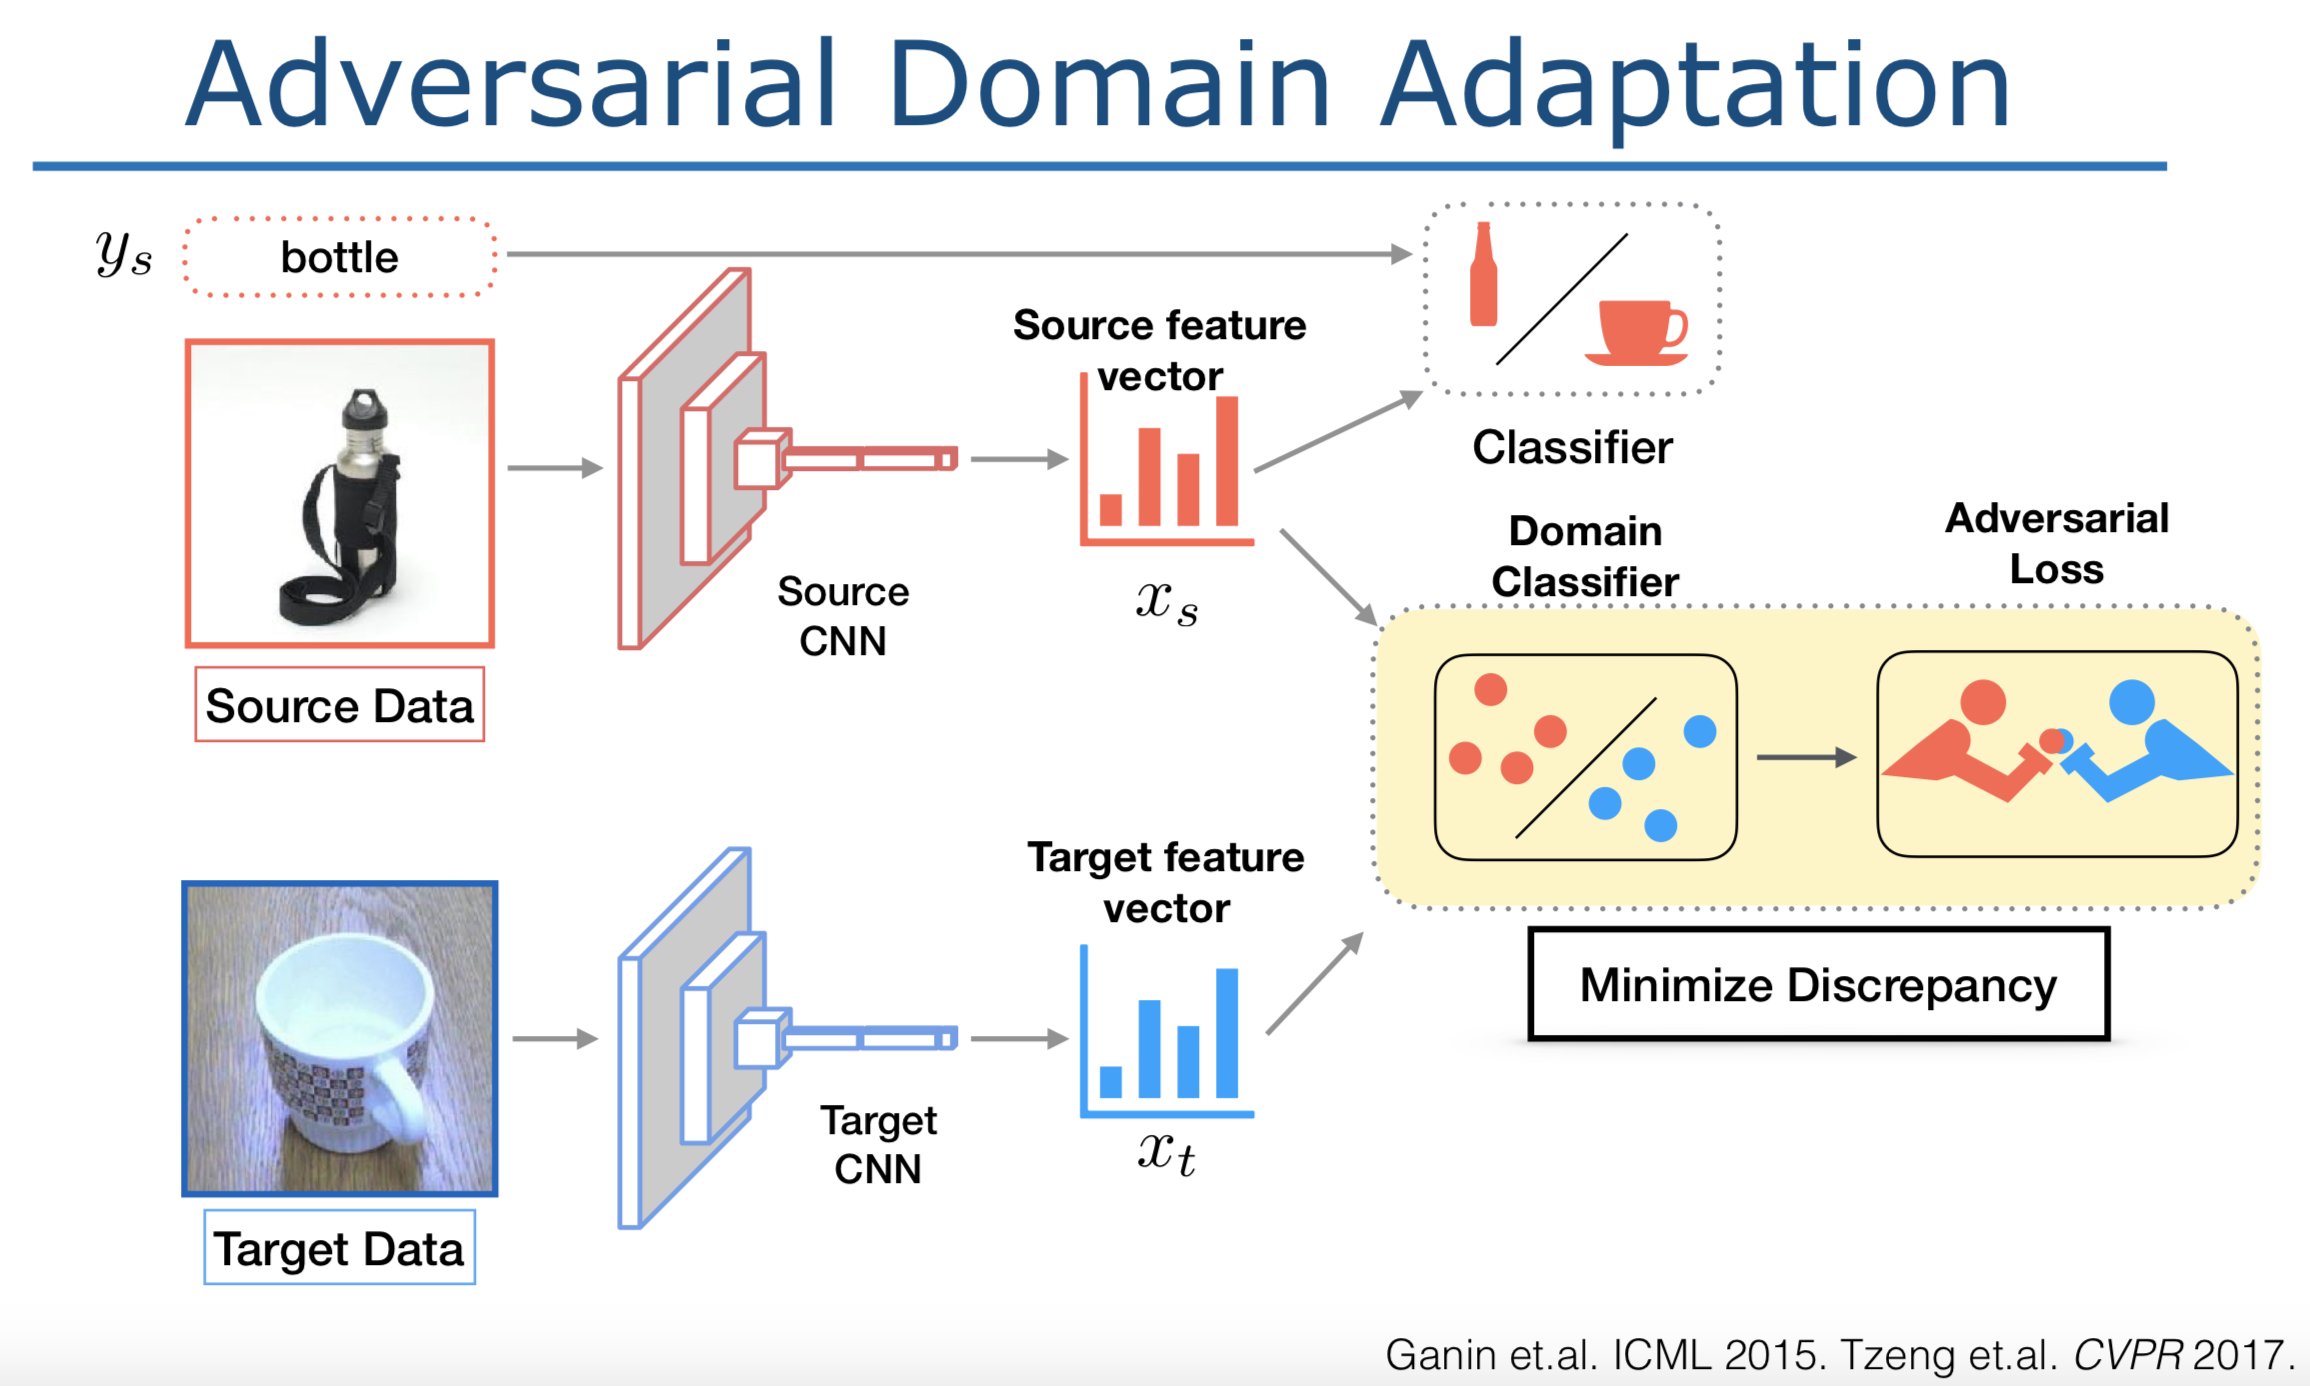 Adversarial Domain Adaptation
y_s
bottle
Source feature
vector
Classifier
Source
CNN
x_s
Source Data
Domain
Classifier
Adversarial
Loss
Target feature
vector
Minimize Discrepancy
Target
CNN
x_t
Target Data
Ganin et.al. ICML 2015. Tzeng et.al. CVPR 2017.